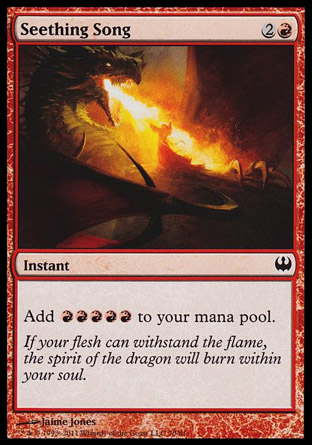 Seething Song 2
Instant
Add to your mana pool.
If your flesh can withstand the flame,
the spirit of the dragon will burn within
your soul.
Jaime Jones